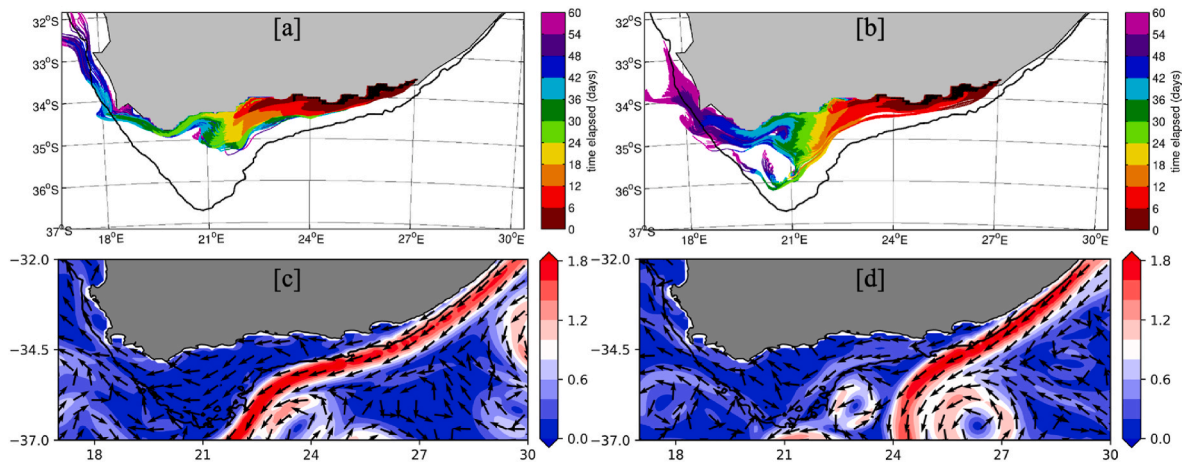 [a]
32°S
33°S
34°S
35°S
36°S
37°S
18°E
21°E
24°E
27°E
30°E
60
54
48
42
36
30
24
18
12
6
0
time elapsed (days)
[b]
32°S
33°S
34°S
35°S
36°S
37°S
18°E
21°E
24°E
27°E
30°E
60
54
48
42
36
30
24
18
12
6
0
time elapsed (days)
[c]
−32.0
−34.5
−37.0
18
21
24
27
30
1.8
1.2
0.6
0.0
[d]
−32.0
−34.5
−37.0
18
21
24
27
30
1.8
1.2
0.6
0.0